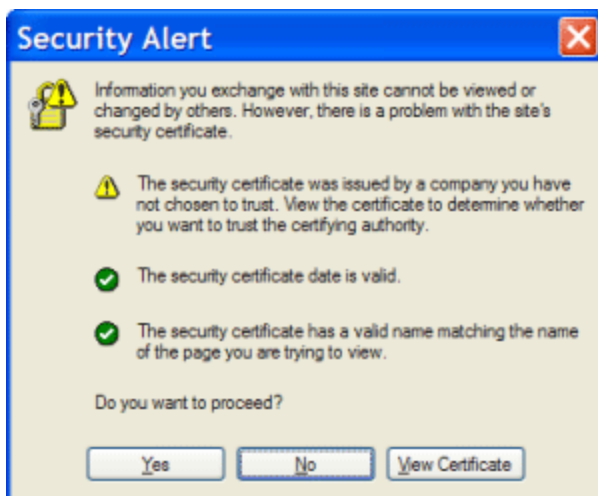 Security Alert
Information you exchange with this site cannot be viewed or
changed by others. However, there is a problem with the site's
security certificate.
The security certificate was issued by a company you have
not chosen to trust. View the certificate to determine whether
you want to trust the certifying authority.
The security certificate date is valid.
The security certificate has a valid name matching the name
of the page you are trying to view.
Do you want to proceed?
Yes No View Certificate